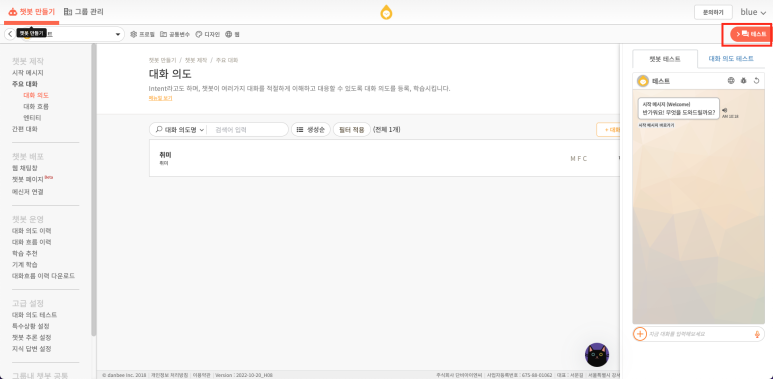 챗봇 만들기
그룹 관리
문의하기
blue
챗봇 만들기
프로필
공통변수
디자인
웹
> 테스트
챗봇 제작
시작 메시지
주요 대화
대화 의도
대화 흐름
엔티티
간편 대화
챗봇 배포
웹 채팅창
챗봇 페이지 Beta
메신저 연결
챗봇 운영
대화 의도 이력
대화 흐름 이력
학습 추천
기계 학습
대화흐름 이력 다운로드
고급 설정
대화 의도 테스트
특수상황 설정
챗봇 추론 설정
지식 답변 설정
그룹내 챗봇 공통
챗봇 만들기 / 챗봇 제작 / 주요 대화
대화 의도
Intent라고도 하며, 챗봇이 여러가지 대화를 적절하게 이해하고 대응할 수 있도록 대화 의도를 등록, 학습시킵니다.
매뉴얼 보기
대화 의도명
검색어 입력
생성순
필터 적용
(전체 1개)
+ 대화
취미
취미
M F C
챗봇 테스트
대화 의도 테스트
테스트
시작 메시지 (Welcome)
반가워요! 무엇을 도와드릴까요?
AM 10:18
시작 메시지 바로가기
지금 대화를 입력해보세요
© danbee Inc. 2018 | 개인정보 처리방침 | 이용약관 | Version : 2022-10-20_H08
주식회사 단비아이엔씨 | 사업자등록번호 : 675-88-01062 | 대표 : 서문길 | 서울특별시 강서